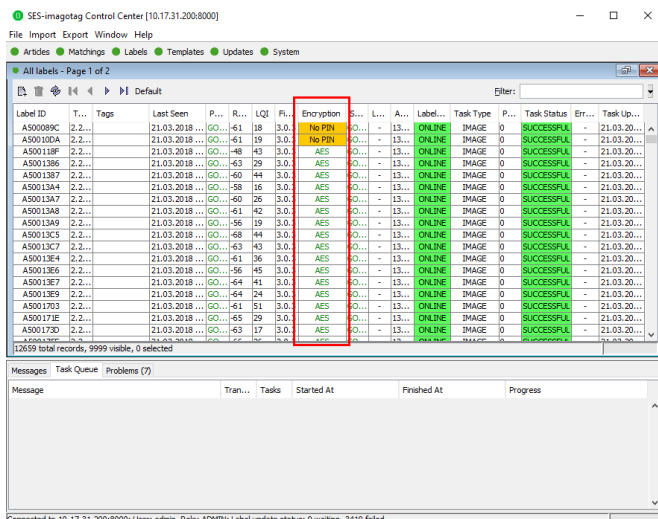 SES-imagotag Control Center [10.17.31.200:8000]
File Import Export Window Help
Articles Matchings Labels Templates Updates System
All labels - Page 1 of 2
Default Filter:
Label ID T... Tags Last Seen P... R... LQI Fi... Encryption S... L... A... Label... Task Type P... Task Status Err... Task Up...
A500089C 2.2... 21.03.2018 ... GO... -61 18 3.0.: No PIN GO... - 13... ONLINE IMAGE 0 SUCCESSFUL - 21.03.20...
A50010DA 2.2... 21.03.2018 ... GO... -61 19 3.0.: No PIN GO... - 13... ONLINE IMAGE 0 SUCCESSFUL - 21.03.20...
A500118F 2.2... 21.03.2018 ... GO... -48 43 3.0.: AES GO... - 13... ONLINE IMAGE 0 SUCCESSFUL - 21.03.20...
A5001386 2.2... 21.03.2018 ... GO... -63 29 3.0.: AES GO... - 13... ONLINE IMAGE 0 SUCCESSFUL - 21.03.20...
A5001387 2.2... 21.03.2018 ... GO... -60 44 3.0.: AES GO... - 13... ONLINE IMAGE 0 SUCCESSFUL - 21.03.20...
A50013A4 2.2... 21.03.2018 ... GO... -58 16 3.0.: AES GO... - 13... ONLINE IMAGE 0 SUCCESSFUL - 21.03.20...
A50013A7 2.2... 21.03.2018 ... GO... -60 26 3.0.: AES GO... - 13... ONLINE IMAGE 0 SUCCESSFUL - 21.03.20...
A50013A8 2.2... 21.03.2018 ... GO... -61 42 3.0.: AES GO... - 13... ONLINE IMAGE 0 SUCCESSFUL - 21.03.20...
A50013A9 2.2... 21.03.2018 ... GO... -56 19 3.0.: AES GO... - 13... ONLINE IMAGE 0 SUCCESSFUL - 21.03.20...
A50013C5 2.2... 21.03.2018 ... GO... -68 44 3.0.: AES GO... - 13... ONLINE IMAGE 0 SUCCESSFUL - 21.03.20...
A50013C7 2.2... 21.03.2018 ... GO... -63 43 3.0.: AES GO... - 13... ONLINE IMAGE 0 SUCCESSFUL - 21.03.20...
A50013E4 2.2... 21.03.2018 ... GO... -61 36 3.0.: AES GO... - 13... ONLINE IMAGE 0 SUCCESSFUL - 21.03.20...
A50013E6 2.2... 21.03.2018 ... GO... -56 45 3.0.: AES GO... - 13... ONLINE IMAGE 0 SUCCESSFUL - 21.03.20...
A50013E7 2.2... 21.03.2018 ... GO... -64 41 3.0.: AES GO... - 13... ONLINE IMAGE 0 SUCCESSFUL - 21.03.20...
A50013E9 2.2... 21.03.2018 ... GO... -64 24 3.0.: AES GO... - 13... ONLINE IMAGE 0 SUCCESSFUL - 21.03.20...
A5001703 2.2... 21.03.2018 ... GO... -61 51 3.0.: AES GO... - 13... ONLINE IMAGE 0 SUCCESSFUL - 21.03.20...
A500171E 2.2... 21.03.2018 ... GO... -65 29 3.0.: AES GO... - 13... ONLINE IMAGE 0 SUCCESSFUL - 21.03.20...
A500173D 2.2... 21.03.2018 ... GO... -63 17 3.0.: AES GO... - 13... ONLINE IMAGE 0 SUCCESSFUL - 21.03.20...
12659 total records, 9999 visible, 0 selected
Messages Task Queue Problems (7)
Message Tran... Tasks Started At Finished At Progress
Connected to 10.17.31.200:8000; User: admin, Role: ADMIN; Label update status: 0 waiting, 3419 failed